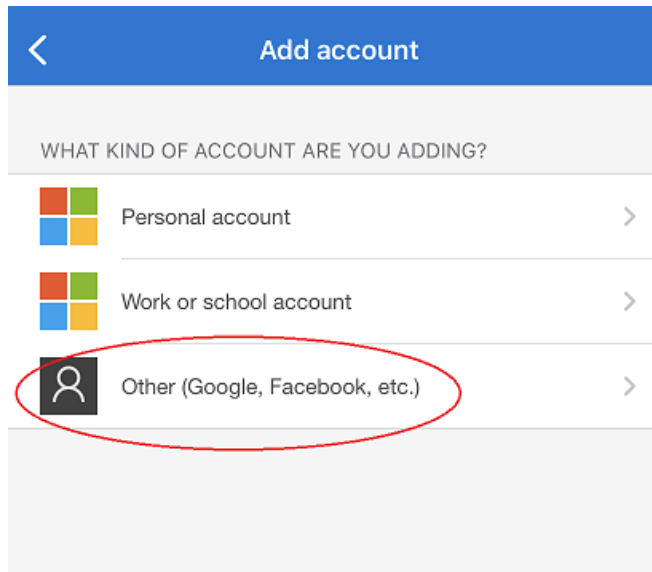 Add account
WHAT KIND OF ACCOUNT ARE YOU ADDING?
Personal account
Work or school account
Other (Google, Facebook, etc.)